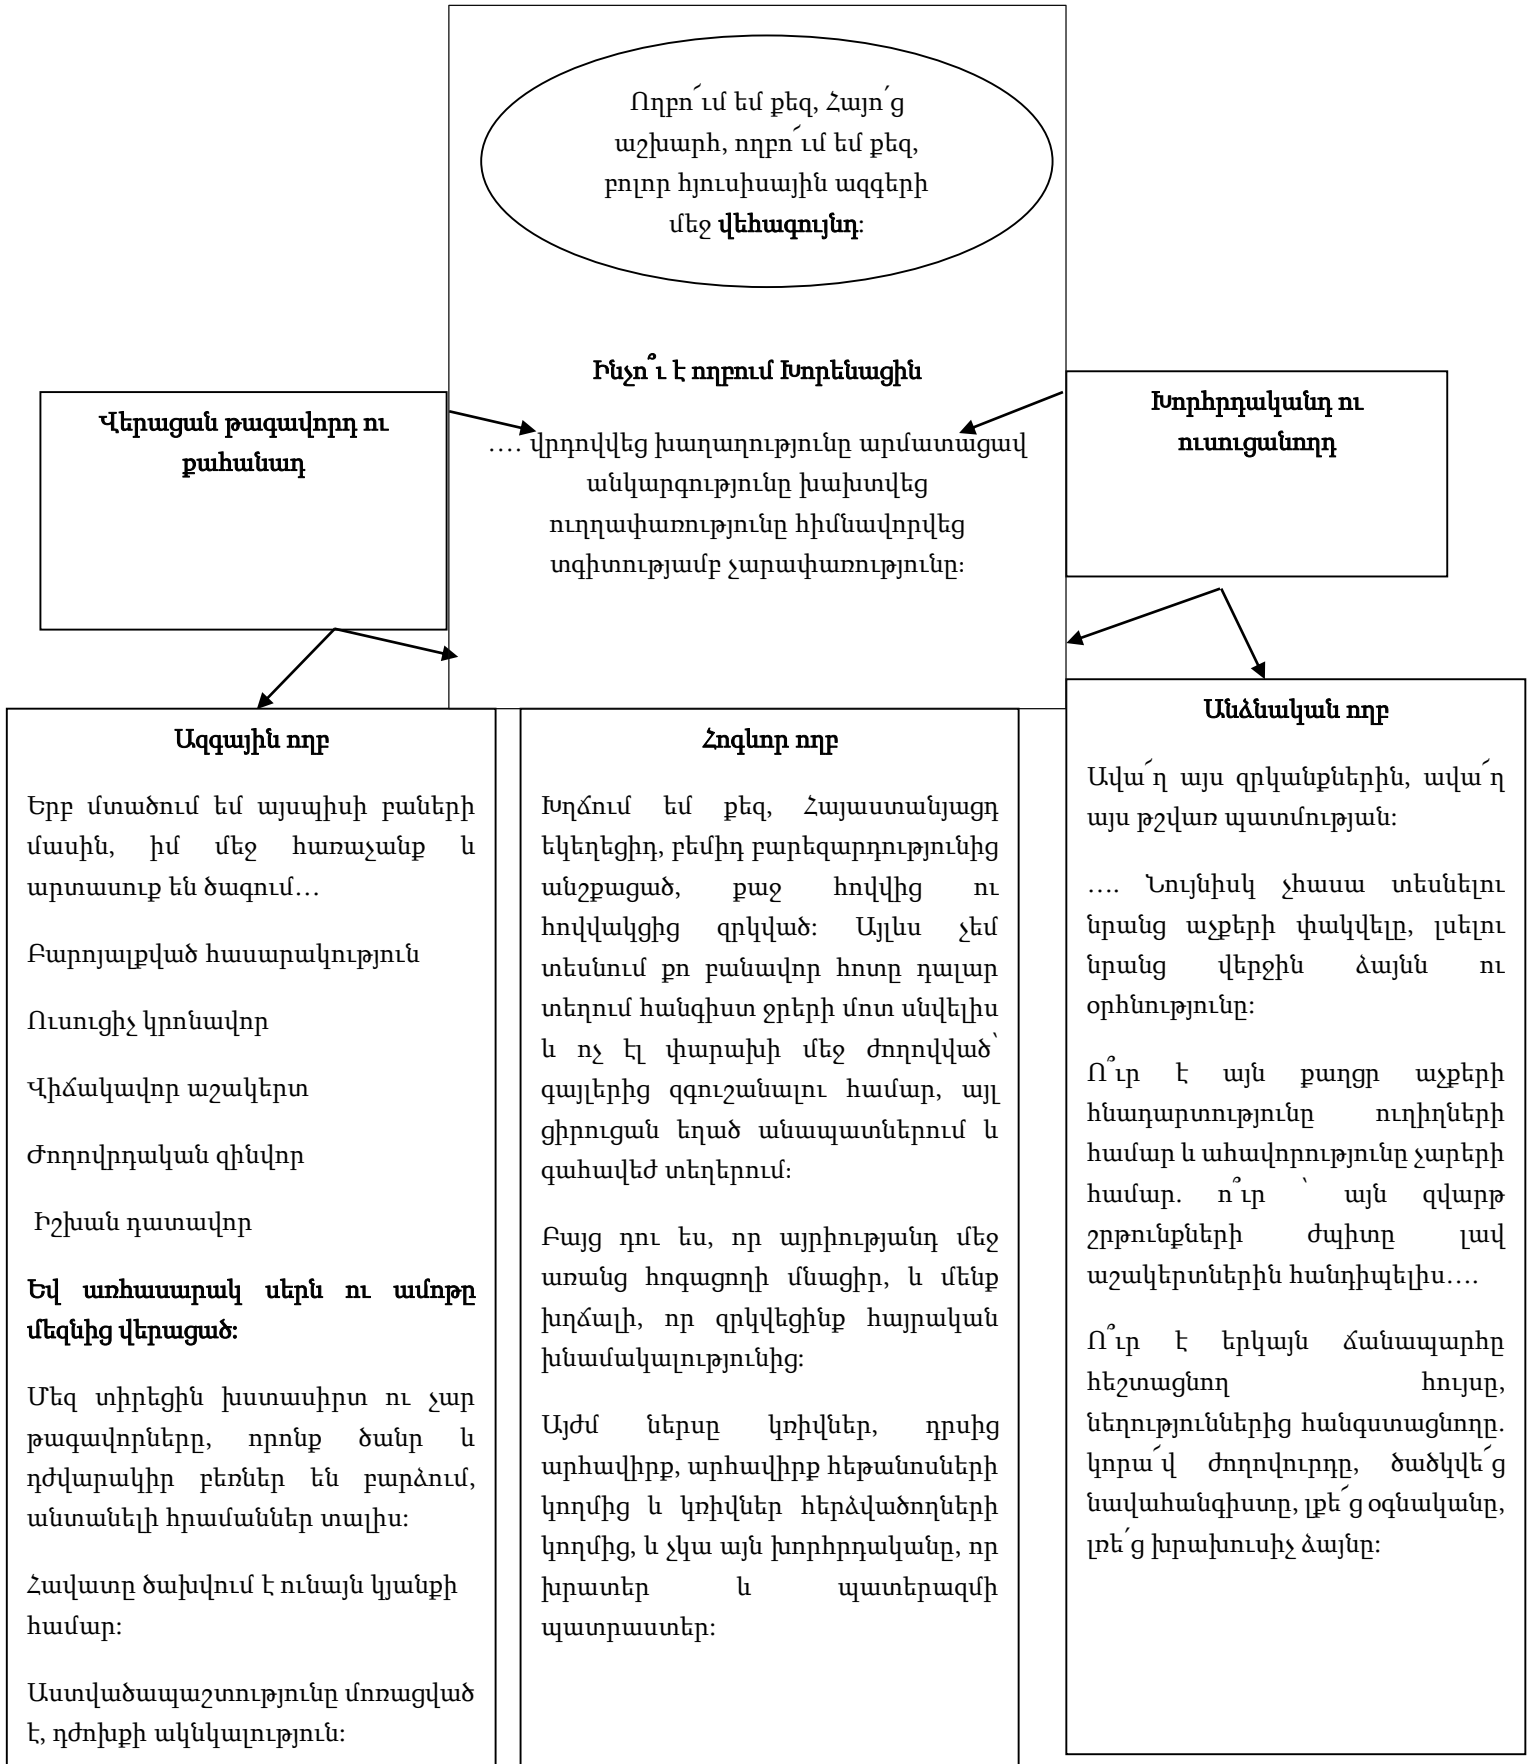 Ողբո՜ւմ եմ քեզ, Հայո՛ց
աշխարհ, ողբո՜ւմ եմ քեզ,
բոլոր հյուսիսային ազգերի
մեջ վեհագույնդ։
Ինչո՞ւ է ողբում Խորենացին
Վերացան թագավորդ ու
քահանադ
Խորհրդականդ ու
ուսուցանողդ
…. վրդովվեց խաղաղությունը արմատացավ
անկարգությունը խախտվեց
ուղղափառությունը հիմնավորվեց
տգիտությամբ չարափառությունը։
Ազգային ողբ
Երբ մտածում եմ այսպիսի բաների
մասին, իմ մեջ հառաչանք և
արտասուք են ծագում…
Բարոյալքված հասարակություն
Ուսուցիչ կրոնավոր
Վիճակավոր աշակերտ
Ժողովրդական զինվոր
Իշխան դատավոր
Եվ առհասարակ սերն ու ամոթը
մեզնից վերացած։
Մեզ տիրեցին խստասիրտ ու չար
թագավորները, որոնք ծանր և
դժվարակիր բեռներ են բարձում,
անտանելի հրամաններ տալիս։
Հավատը ծախվում է ունայն կյանքի
համար։
Աստվածապաշտությունը մոռացված
է, դժոխքի ակնկալություն։
Հոգևոր ողբ
Խղճում եմ քեզ, Հայաստանյացդ
եկեղեցիդ, բեմիդ բարեզարդությունից
անշքացած, քաջ հովվից ու
հովվակցից զրկված։ Այլևս չեմ
տեսնում քո բանավոր հոտը դալար
տեղում հանգիստ ջրերի մոտ սնվելիս
և ոչ էլ փարախի մեջ ժողովված՝
գայլերից զգուշանալու համար, այլ
ցիրուցան եղած անապատներում և
գահավեժ տեղերում։
Բայց դու ես, որ այրիությանդ մեջ
առանց հոգացողի մնացիր, և մենք
խղճալի, որ զրկվեցինք հայրական
խնամակալությունից։
Այժմ ներսը կռիվներ, դրսից
արհավիրք, արհավիրք հեթանոսների
կողմից և կռիվներ հերձվածողների
կողմից, և չկա այն խորհրդականը, որ
խրատեր և պատերազմի
պատրաստեր։
Անձնական ողբ
Ավա՜ղ այս զրկանքներին, ավա՜ղ
այս թշվառ պատմության։
…. Նույնիսկ չհասա տեսնելու
նրանց աչքերի փակվելը, լսելու
նրանց վերջին ձայնն ու
օրհնությունը։
Ո՞ւր է այն քաղցր աչքերի
հնադարտությունը ուղիղների
համար և ահավորությունը չարերի
համար. ո՞ւր ՝ այն զվարթ
շրթունքների ժպիտը լավ
աշակերտներին հանդիպելիս….
Ո՞ւր է երկայն ճանապարհը
հեշտացնող հույսը,
նեղություններից հանգստացնողը.
կորա՜վ ժողովուրդը, ծածկվե՜ց
նավահանգիստը, լքե՜ց օգնականը,
լռե՜ց խրախուսիչ ձայնը։